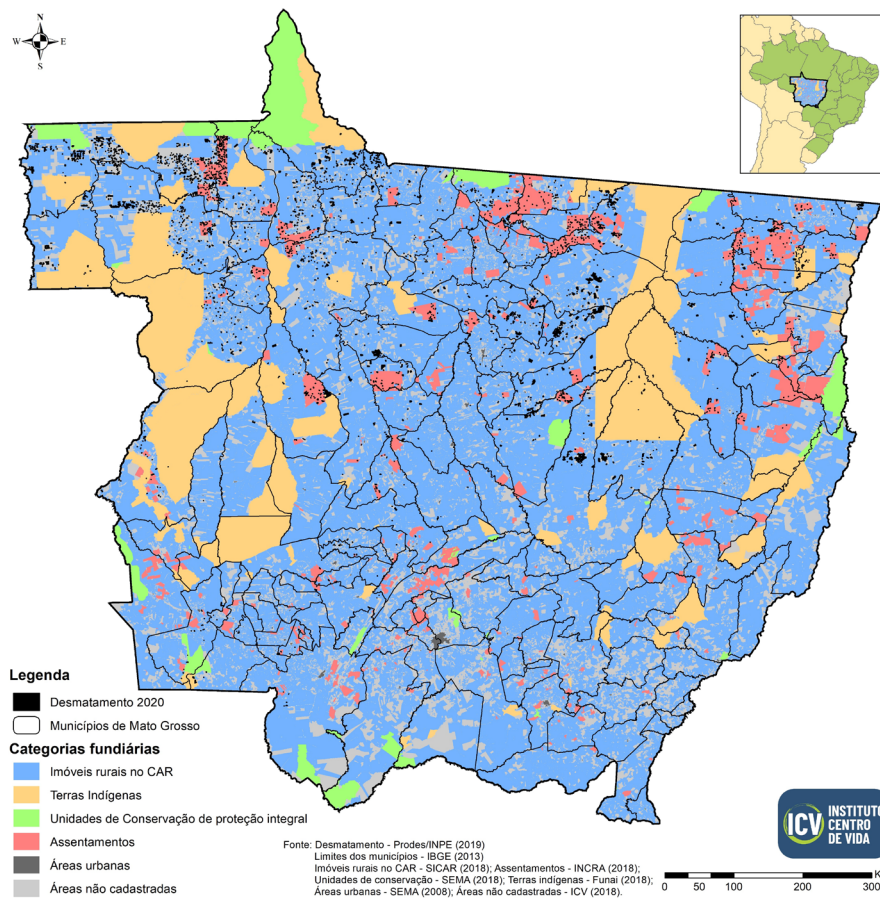 N
W
E
S
Legenda
Desmatamento 2020
Municípios de Mato Grosso
Categorias fundiárias
Imóveis rurais no CAR
Terras Indígenas
Unidades de Conservação de proteção integral
Assentamentos
Áreas urbanas
Áreas não cadastradas
Fonte: Desmatamento - Prodes/INPE (2019)
Limites dos municípios - IBGE (2013)
Imóveis rurais no CAR - SICAR (2018); Assentamentos - INCRA (2018);
Unidades de conservação - SEMA (2018); Terras indígenas - Funai (2018);
Áreas urbanas - SEMA (2008); Áreas não cadastradas - ICV (2018).
ICV
INSTITUTO
CENTRO
DE VIDA
K
0 50 100 200 300